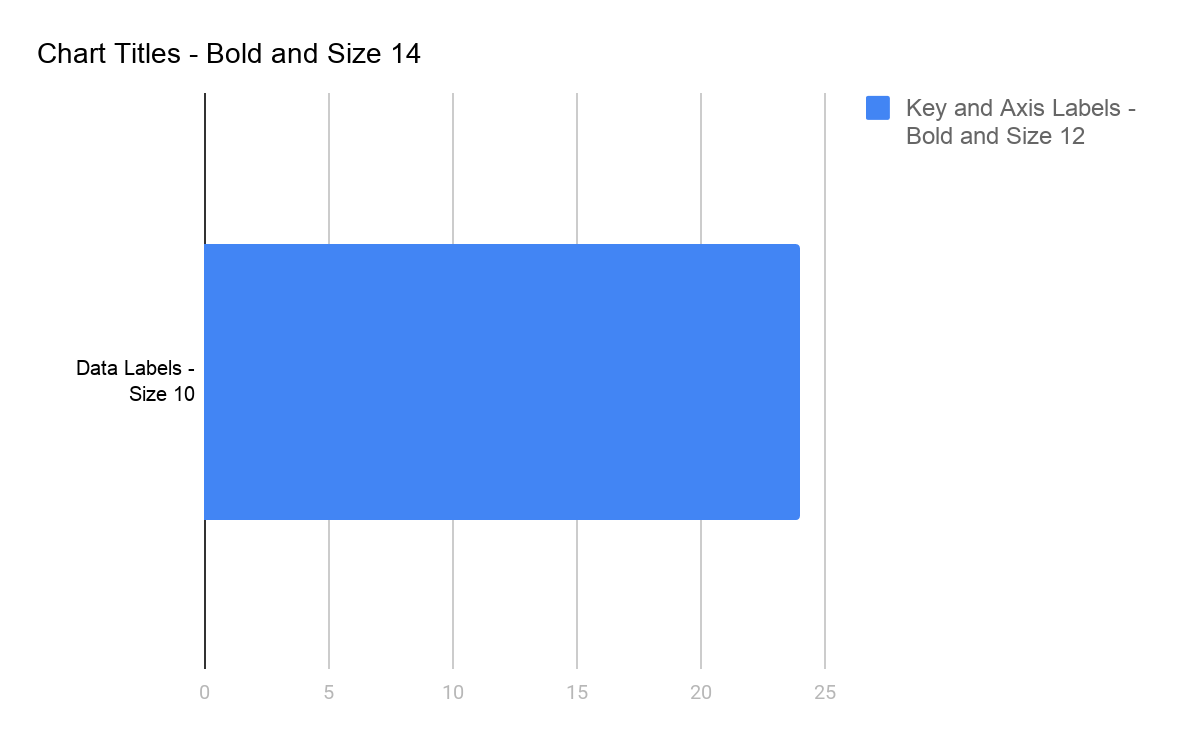 Chart Titles - Bold and Size 14
Key and Axis Labels -
Bold and Size 12
Data Labels -
Size 10
0 5 10 15 20 25